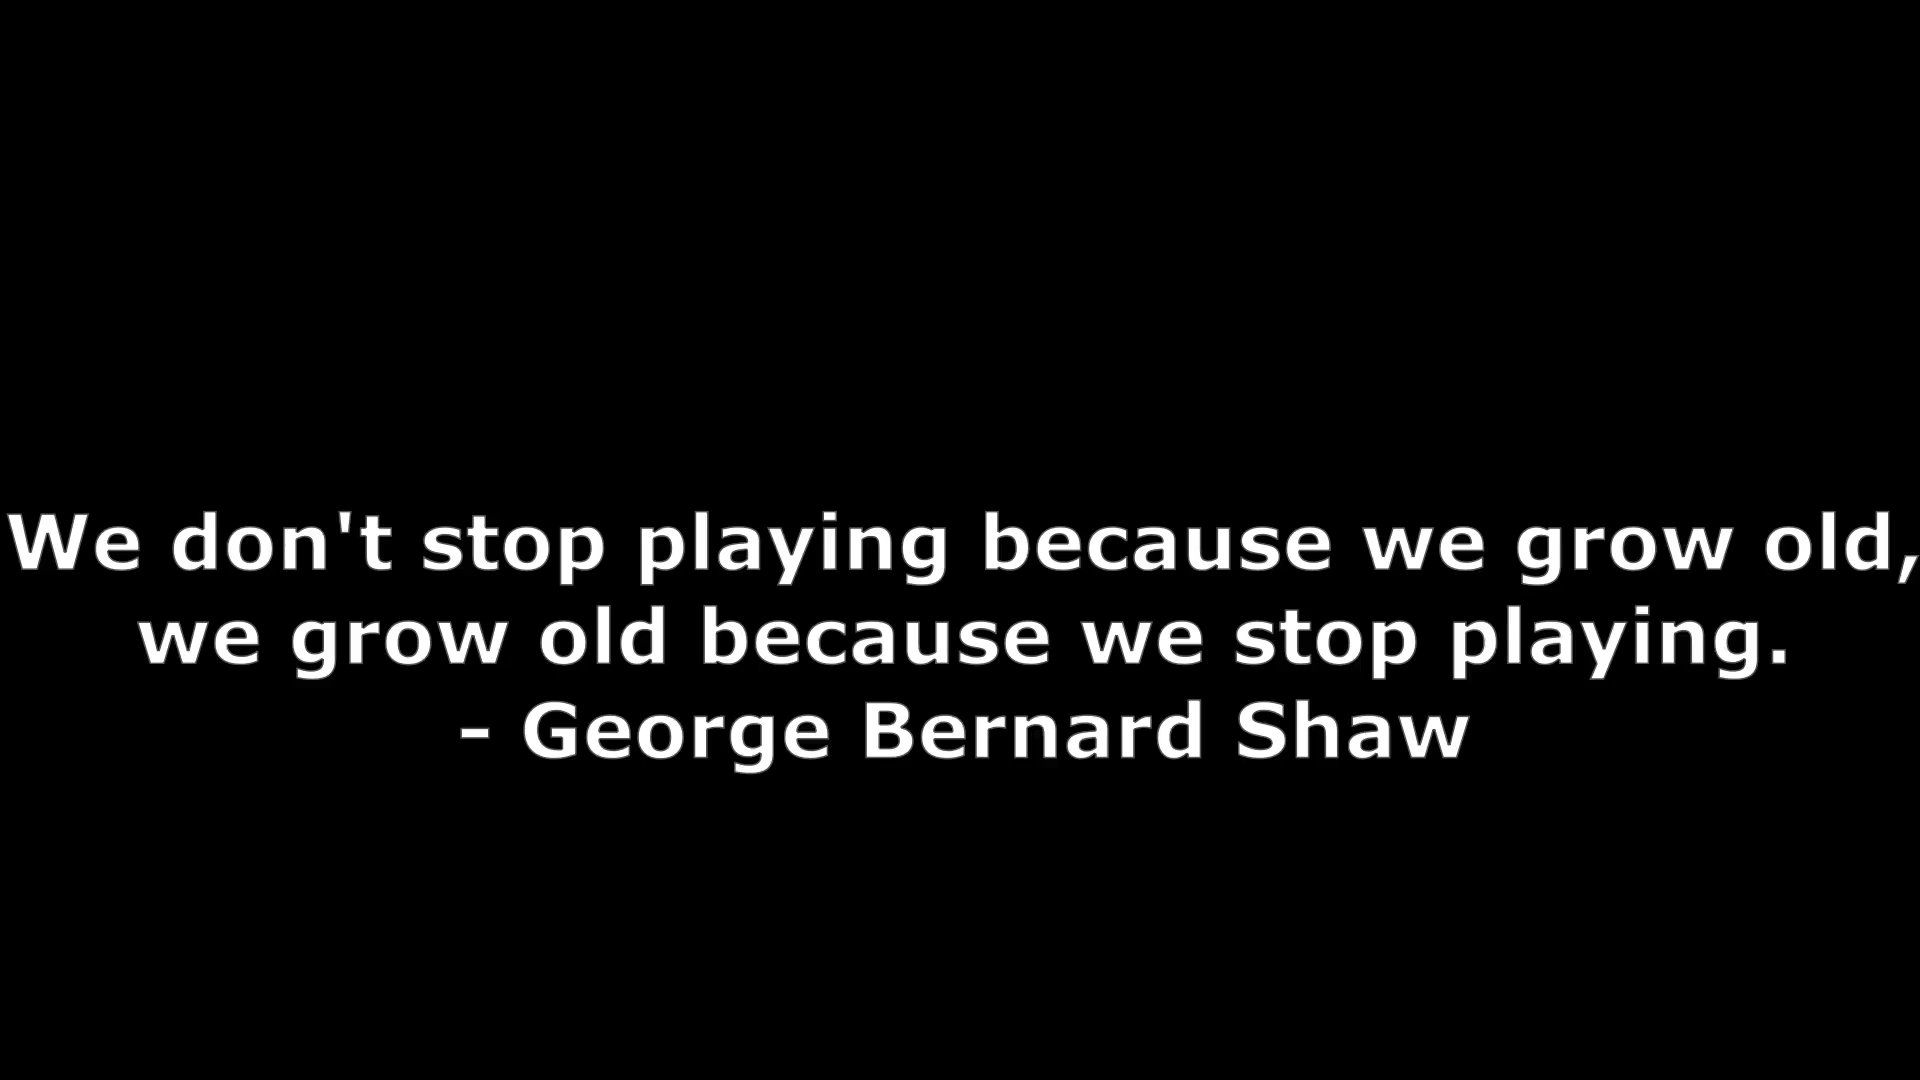 We don't stop playing because we grow old,
we grow old because we stop playing.
- George Bernard Shaw